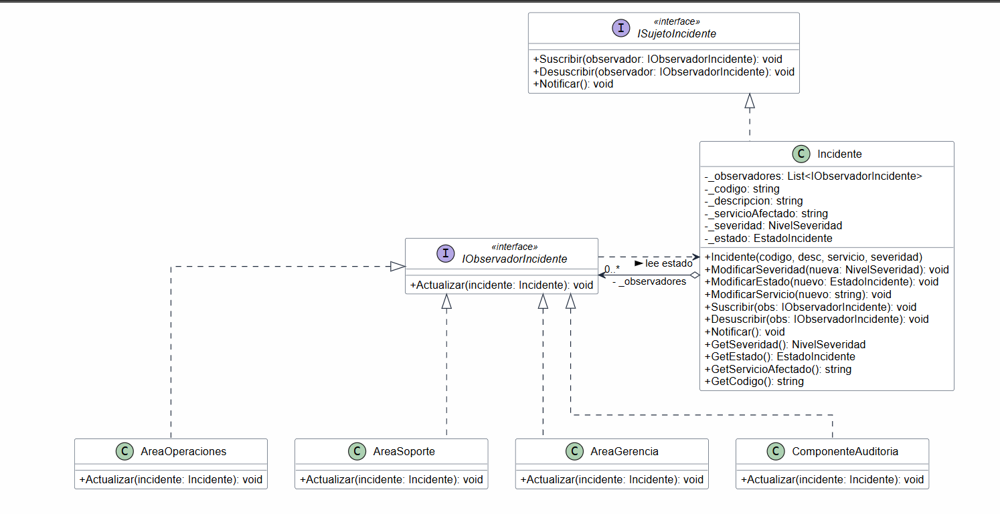 I
«interface»
ISujetoIncidente
+Suscribir(observador: IObservadorIncidente): void
+Desuscribir(observador: IObservadorIncidente): void
+Notificar(): void
C
Incidente
-_observadores: List<IObservadorIncidente>
-_codigo: string
-_descripcion: string
-_servicioAfectado: string
-_severidad: NivelSeveridad
-_estado: EstadoIncidente
+Incidente(codigo, desc, servicio, severidad)
+ModificarSeveridad(nueva: NivelSeveridad): void
+ModificarEstado(nuevo: EstadoIncidente): void
+ModificarServicio(nuevo: string): void
+Suscribir(obs: IObservadorIncidente): void
+Desuscribir(obs: IObservadorIncidente): void
+Notificar(): void
+GetSeveridad(): NivelSeveridad
+GetEstado(): EstadoIncidente
+GetServicioAfectado(): string
+GetCodigo(): string
I
«interface»
IObservadorIncidente
+Actualizar(incidente: Incidente): void
► lee estado
0..*
- _observadores
C
AreaOperaciones
+Actualizar(incidente: Incidente): void
C
AreaSoporte
+Actualizar(incidente: Incidente): void
C
AreaGerencia
+Actualizar(incidente: Incidente): void
C
ComponenteAuditoria
+Actualizar(incidente: Incidente): void